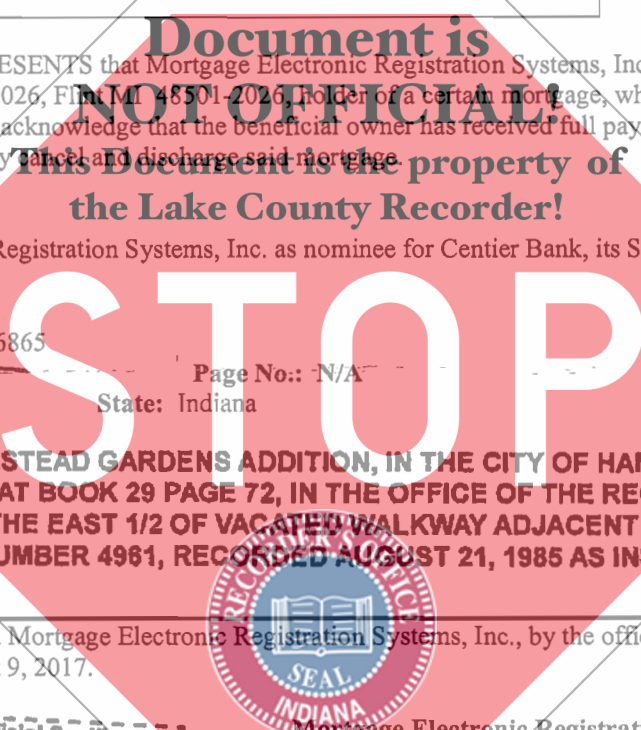 Document is
ESENTS that Mortgage Electronic Registration Systems, Inc
026, Flint MI 48501-2026, holder of a certain mortgage, wh
NOT OFFICIAL!
acknowledge that the beneficial owner has received full pay
y cancel and discharge said mortgage.
This Document is the property of
the Lake County Recorder!
Registration Systems, Inc. as nominee for Centier Bank, its S
STOP
6865
Page No.: N/A
State: Indiana
STEAD GARDENS ADDITION, IN THE CITY OF HAM
AT BOOK 29 PAGE 72, IN THE OFFICE OF THE RE
THE EAST 1/2 OF VACATED WALKWAY ADJACENT
UMBER 4961, RECORDED AUGUST 21, 1985 AS IN
RECORDER'S OFFICE
SEAL
INDIANA
Mortgage Electronic Registration Systems, Inc., by the offi
9, 2017.
Mortgage Electronic Registrat